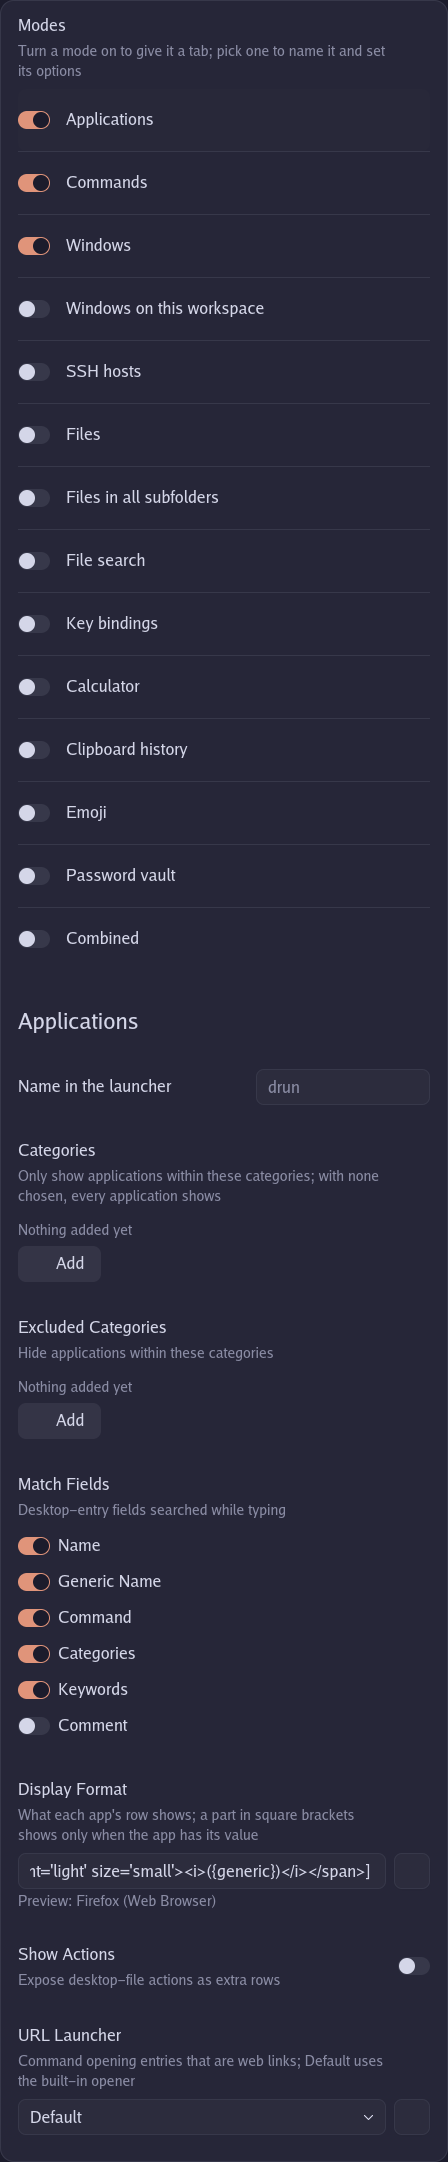 Modes
Turn a mode on to give it a tab; pick one to name it and set
its options
Applications
Commands
Windows
Windows on this workspace
SSH hosts
Files
Files in all subfolders
File search
Key bindings
Calculator
Clipboard history
Emoji
Password vault
Combined
Applications
Name in the launcher
drun
Categories
Only show applications within these categories; with none
chosen, every application shows
Nothing added yet
Add
Excluded Categories
Hide applications within these categories
Nothing added yet
Add
Match Fields
Desktop-entry fields searched while typing
Name
Generic Name
Command
Categories
Keywords
Comment
Display Format
What each app's row shows; a part in square brackets
shows only when the app has its value
nt='light' size='small'><i>({generic})</i></span>]
Preview: Firefox (Web Browser)
Show Actions
Expose desktop-file actions as extra rows
URL Launcher
Command opening entries that are web links; Default uses
the built-in opener
Default